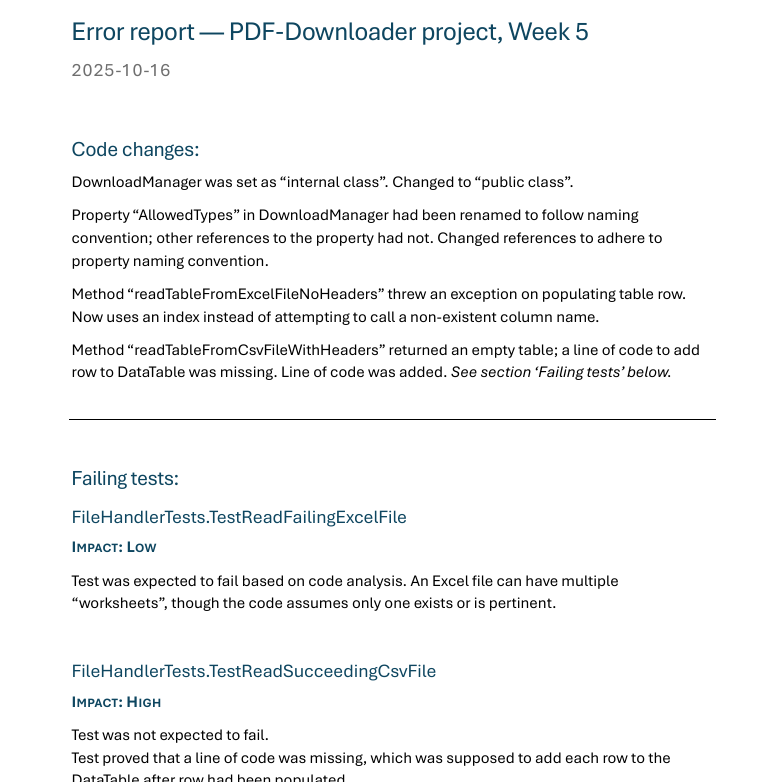 Error report — PDF-Downloader project, Week 5
2025-10-16
Code changes:
DownloadManager was set as “internal class”. Changed to “public class”.
Property “AllowedTypes” in DownloadManager had been renamed to follow naming
convention; other references to the property had not. Changed references to adhere to
property naming convention.
Method “readTableFromExcelFileNoHeaders” threw an exception on populating table row.
Now uses an index instead of attempting to call a non-existent column name.
Method “readTableFromCsvFileWithHeaders” returned an empty table; a line of code to add
row to DataTable was missing. Line of code was added. See section ‘Failing tests’ below.
Failing tests:
FileHandlerTests.TestReadFailingExcelFile
Impact: Low
Test was expected to fail based on code analysis. An Excel file can have multiple
“worksheets”, though the code assumes only one exists or is pertinent.
FileHandlerTests.TestReadSucceedingCsvFile
Impact: High
Test was not expected to fail.
Test proved that a line of code was missing, which was supposed to add each row to the
DataTable after row had been populated.